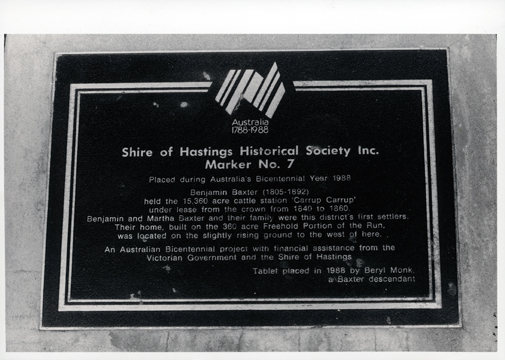 Australia
1788-1988
Shire of Hastings Historical Society Inc.
Marker No. 7
Placed during Australia's Bicentennial Year 1988
Benjamin Baxter (1805-1892)
held the 15,360 acre cattle station 'Carrup Carrup'
under lease from the crown from 1840 to 1860.
Benjamin and Martha Baxter and their family were this district's first settlers.
Their home, built on the 360 acre Freehold Portion of the Run,
was located on the slightly rising ground to the west of here.
An Australian Bicentennial project with financial assistance from the
Victorian Government and the Shire of Hastings
Tablet placed in 1988 by Beryl Monk,
a Baxter descendant